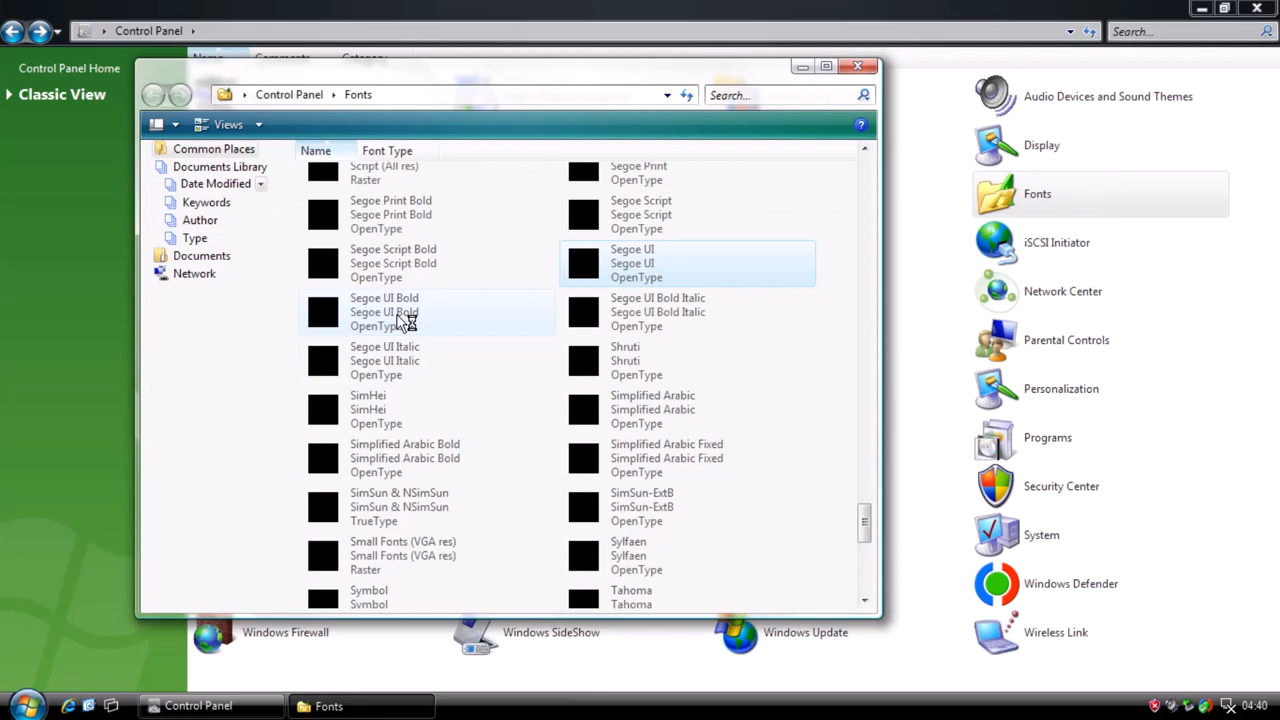 Control Panel
Search...
Control Panel Home
Classic View
Control Panel
Fonts
Search...
Views
Common Places
Documents Library
Date Modified
Keywords
Author
Type
Documents
Network
Name
Font Type
Script (All res)
Raster
Segoe Print
OpenType
Segoe Print Bold
Segoe Print Bold
OpenType
Segoe Script
Segoe Script
OpenType
Segoe Script Bold
Segoe Script Bold
OpenType
Segoe UI
Segoe UI
OpenType
Segoe UI Bold
Segoe UI Bold
OpenType
Segoe UI Bold Italic
Segoe UI Bold Italic
OpenType
Segoe UI Italic
Segoe UI Italic
OpenType
Shruti
Shruti
OpenType
SimHei
SimHei
OpenType
Simplified Arabic
Simplified Arabic
OpenType
Simplified Arabic Bold
Simplified Arabic Bold
OpenType
Simplified Arabic Fixed
Simplified Arabic Fixed
OpenType
SimSun & NSimSun
SimSun & NSimSun
TrueType
SimSun-ExtB
SimSun-ExtB
OpenType
Small Fonts (VGA res)
Small Fonts (VGA res)
Raster
Sylfaen
Sylfaen
OpenType
Symbol
Symbol
Tahoma
Tahoma
Audio Devices and Sound Themes
Display
Fonts
iSCSI Initiator
Network Center
Parental Controls
Personalization
Programs
Security Center
System
Windows Defender
Wireless Link
Windows Firewall
Windows SideShow
Windows Update
Control Panel
Fonts
04:40